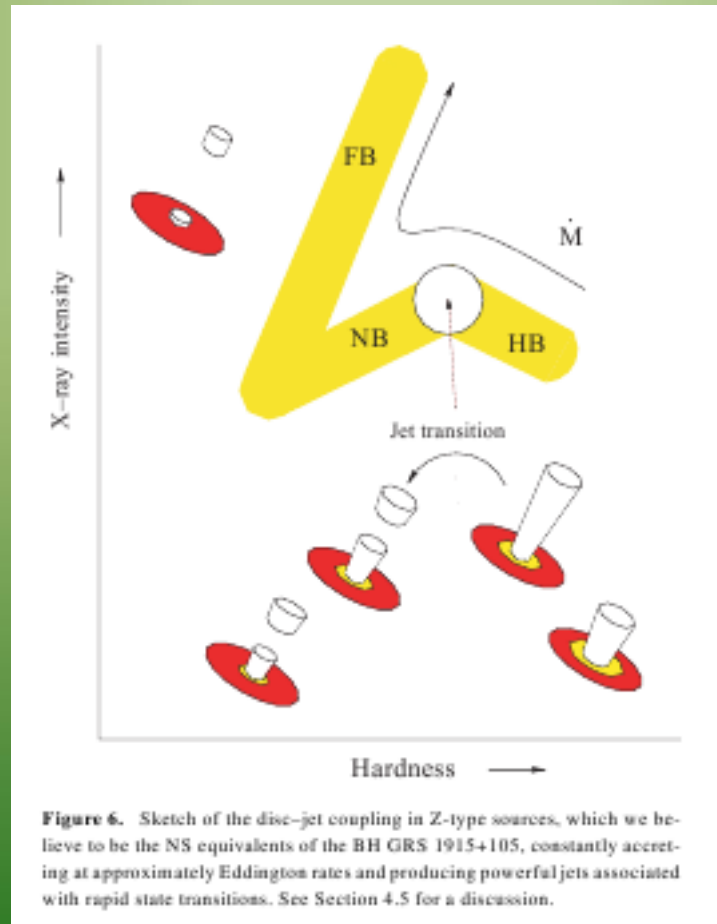 FB
Ṁ
X–ray intensity
NB
HB
Jet transition
Hardness
Figure 6. Sketch of the disc–jet coupling in Z-type sources, which we be-
lieve to be the NS equivalents of the BH GRS 1915+105, constantly accret-
ing at approximately Eddington rates and producing powerful jets associated
with rapid state transitions. See Section 4.5 for a discussion.